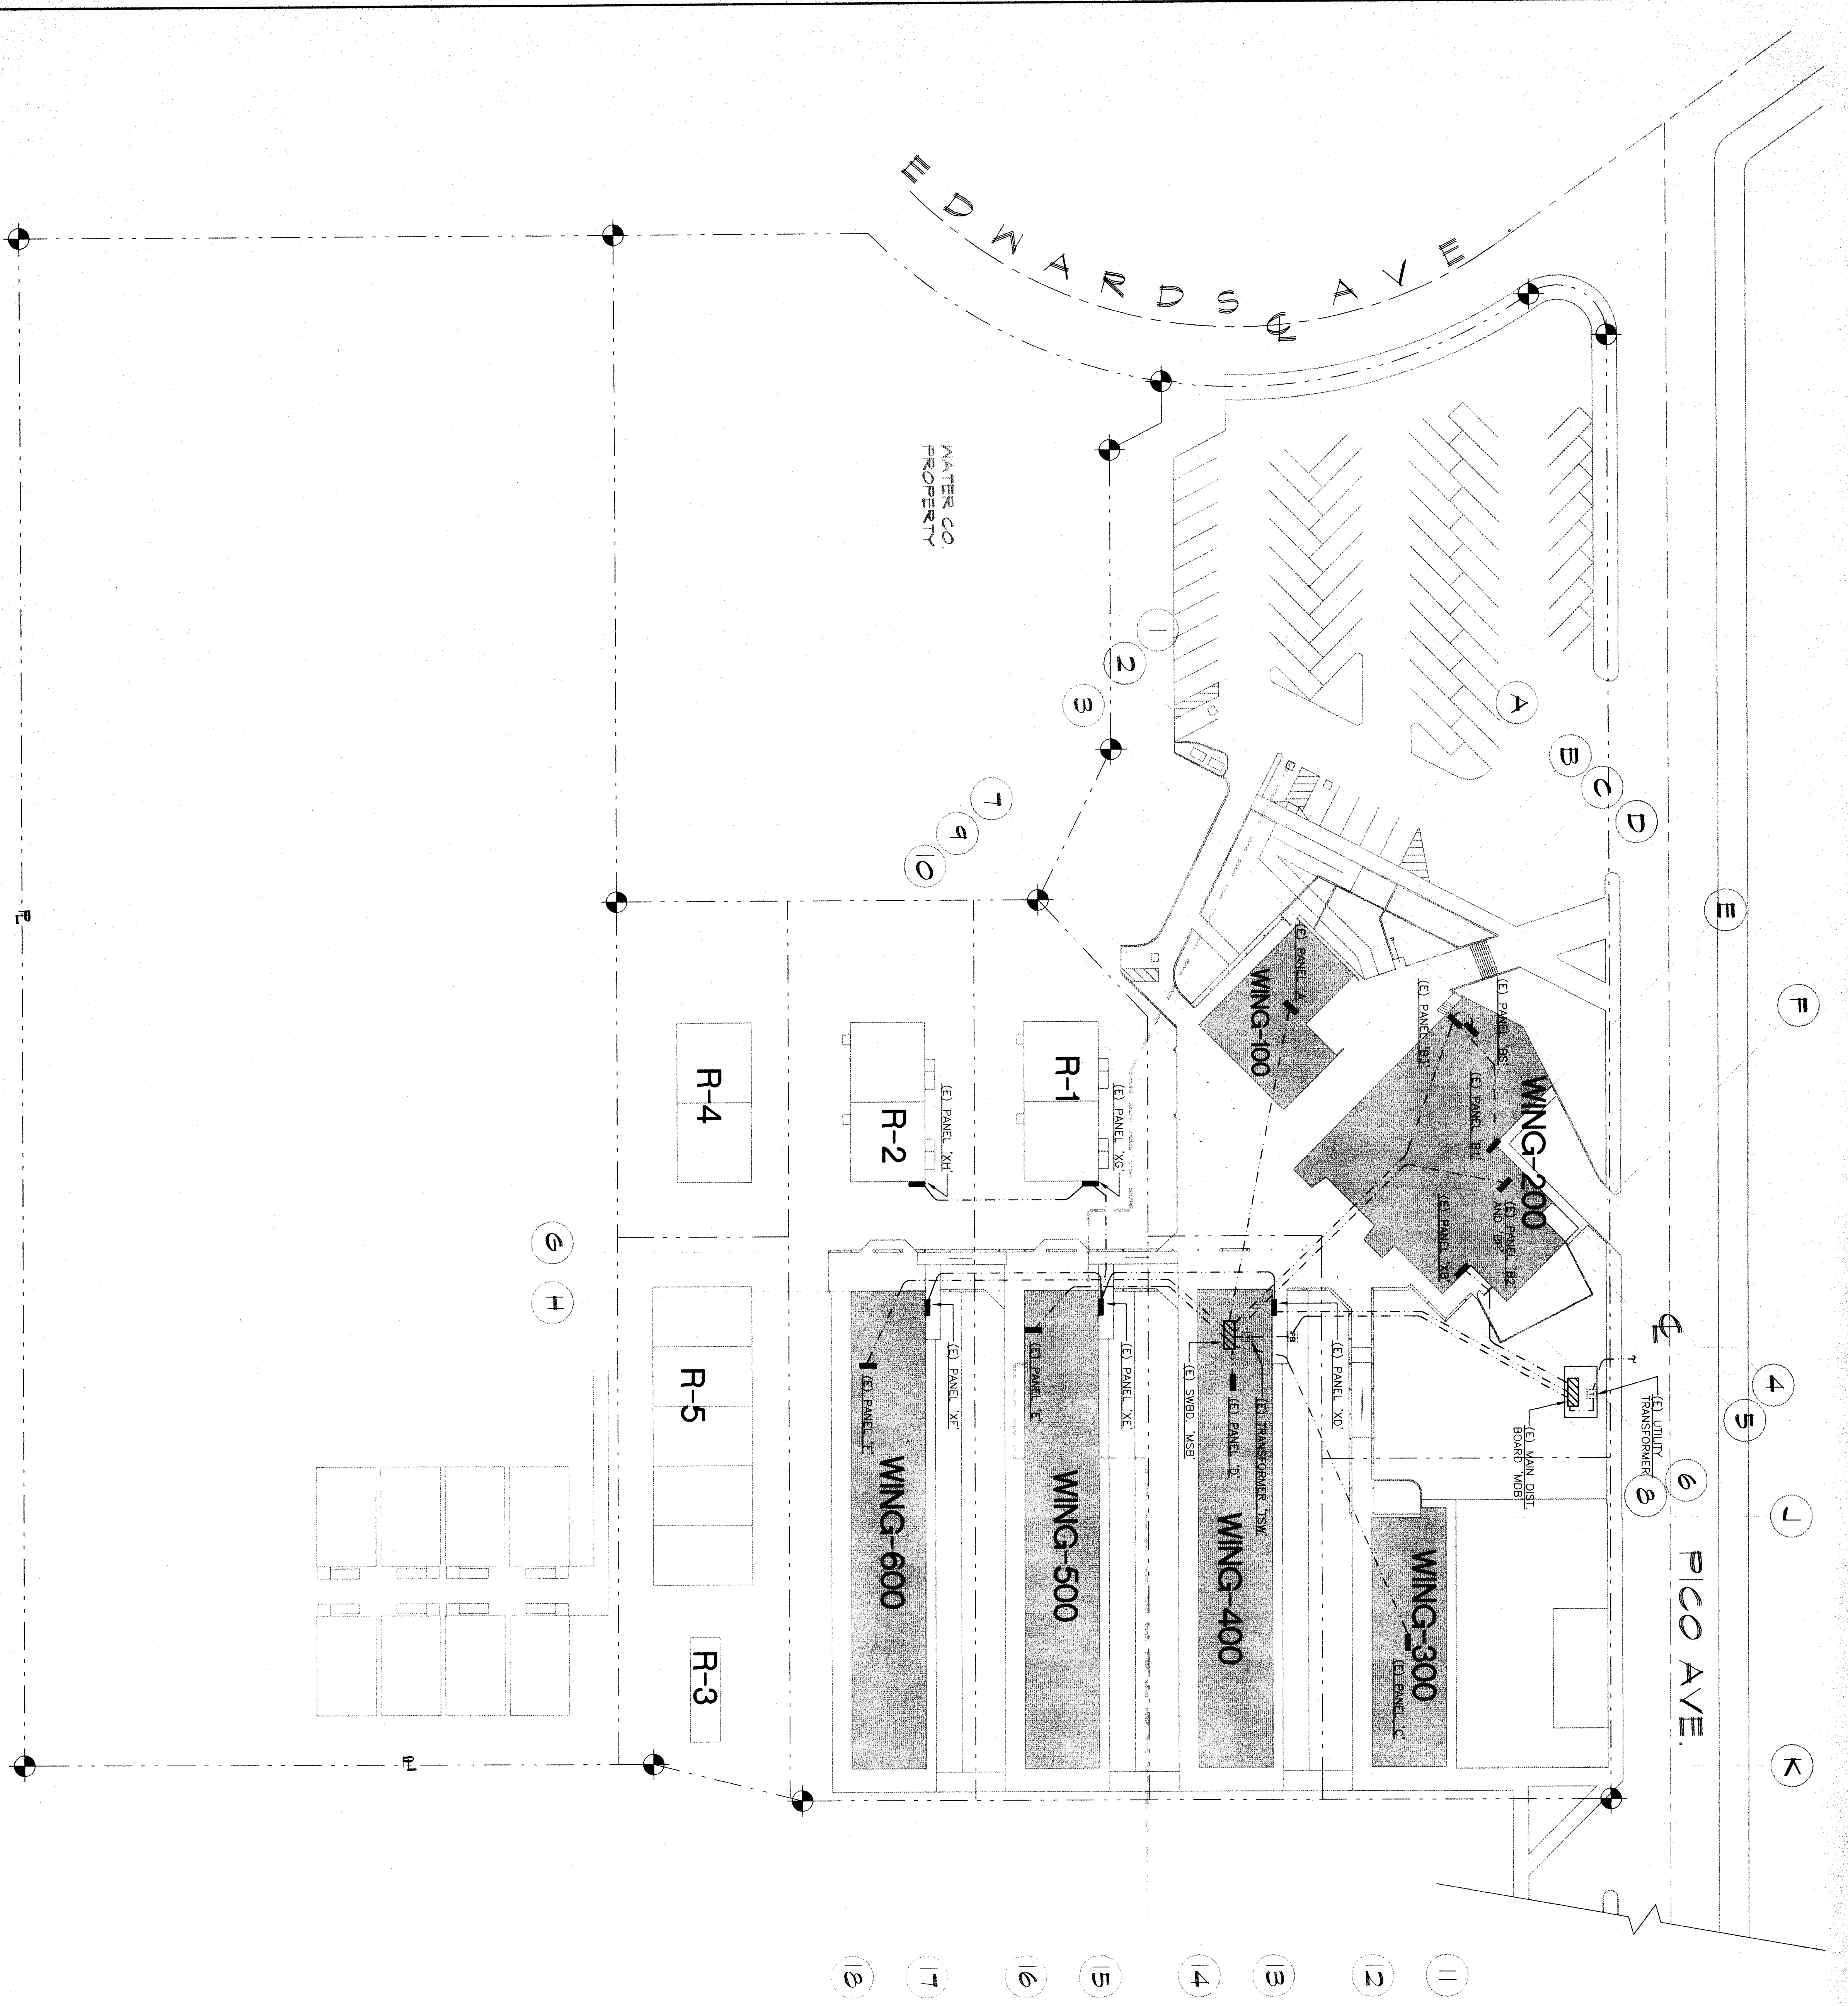 EDWARDS AVE
℄
WATER CO.
PROPERTY
1
2
3
7
9
10
A
B
C
D
E
F
℄
4
5
6
8
J
K
PICO AVE.
(E) PANEL 'A'
WING-100
(E) PANEL 'BS'
(E) PANEL 'B3'
(E) PANEL 'B1'
WING-200
(E) PANEL 'B2'
AND 'BP'
(E) PANEL 'XB'
(E) UTILITY
TRANSFORMER
(E) MAIN DIST.
BOARD 'MDB'
R-1
(E) PANEL 'XG'
R-2
(E) PANEL 'XH'
R-4
G
H
PB
(E) PANEL 'XD'
(E) TRANSFORMER 'TSW'
(E) PANEL 'D'
(E) SWBD. 'MSB'
(E) PANEL 'XE'
(E) PANEL 'E'
(E) PANEL 'XF'
(E) PANEL 'F'
WING-300
(E) PANEL 'C'
WING-400
WING-500
WING-600
R-5
R-3
PL
PL
18
17
16
15
14
13
12
11